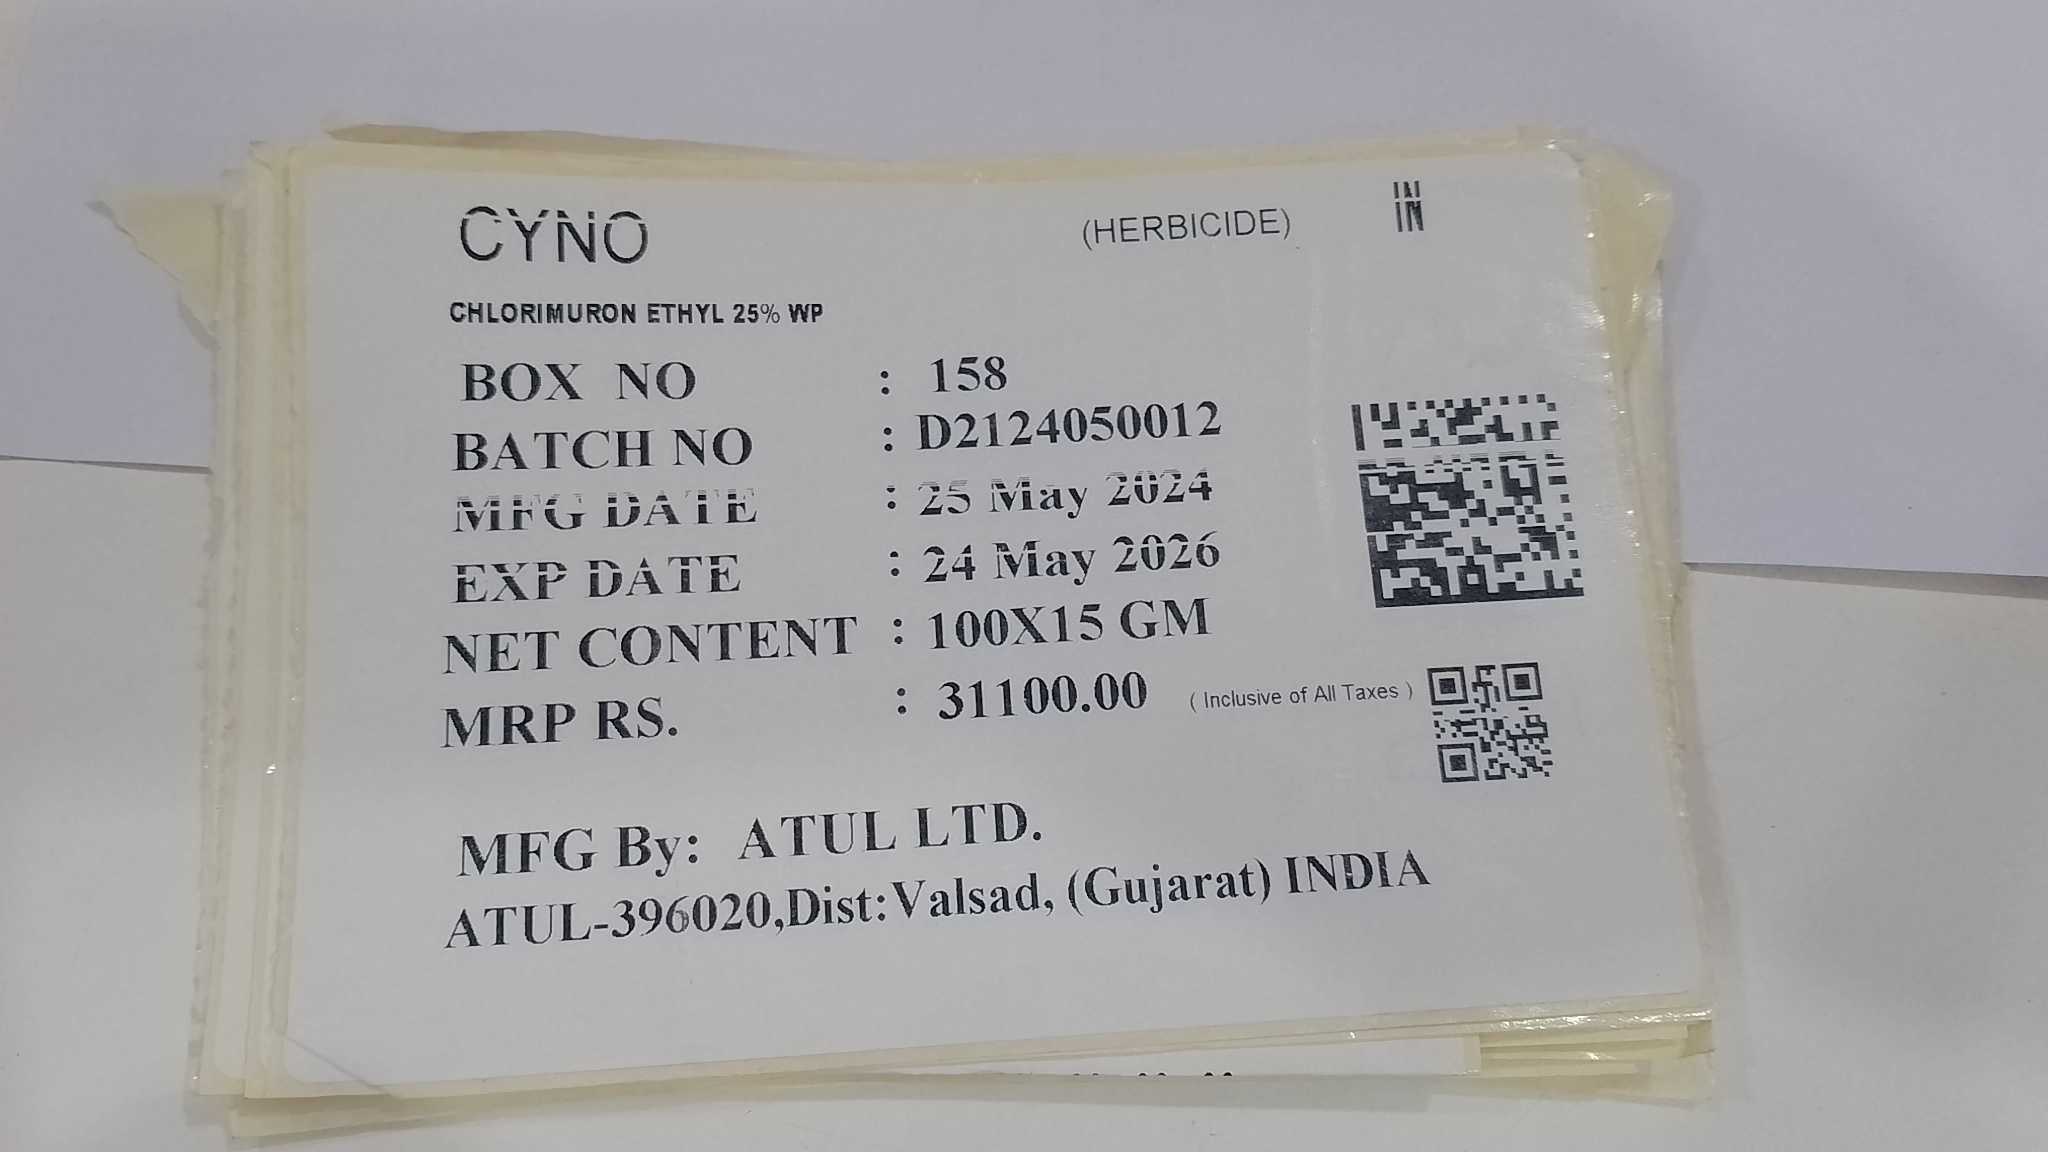 CYNO (HERBICIDE) IN
CHLORIMURON ETHYL 25% WP
BOX NO : 158
BATCH NO : D2124050012
MFG DATE : 25 May 2024
EXP DATE : 24 May 2026
NET CONTENT : 100X15 GM
MRP RS. : 31100.00 ( Inclusive of All Taxes )
MFG By: ATUL LTD.
ATUL-396020,Dist:Valsad, (Gujarat) INDIA